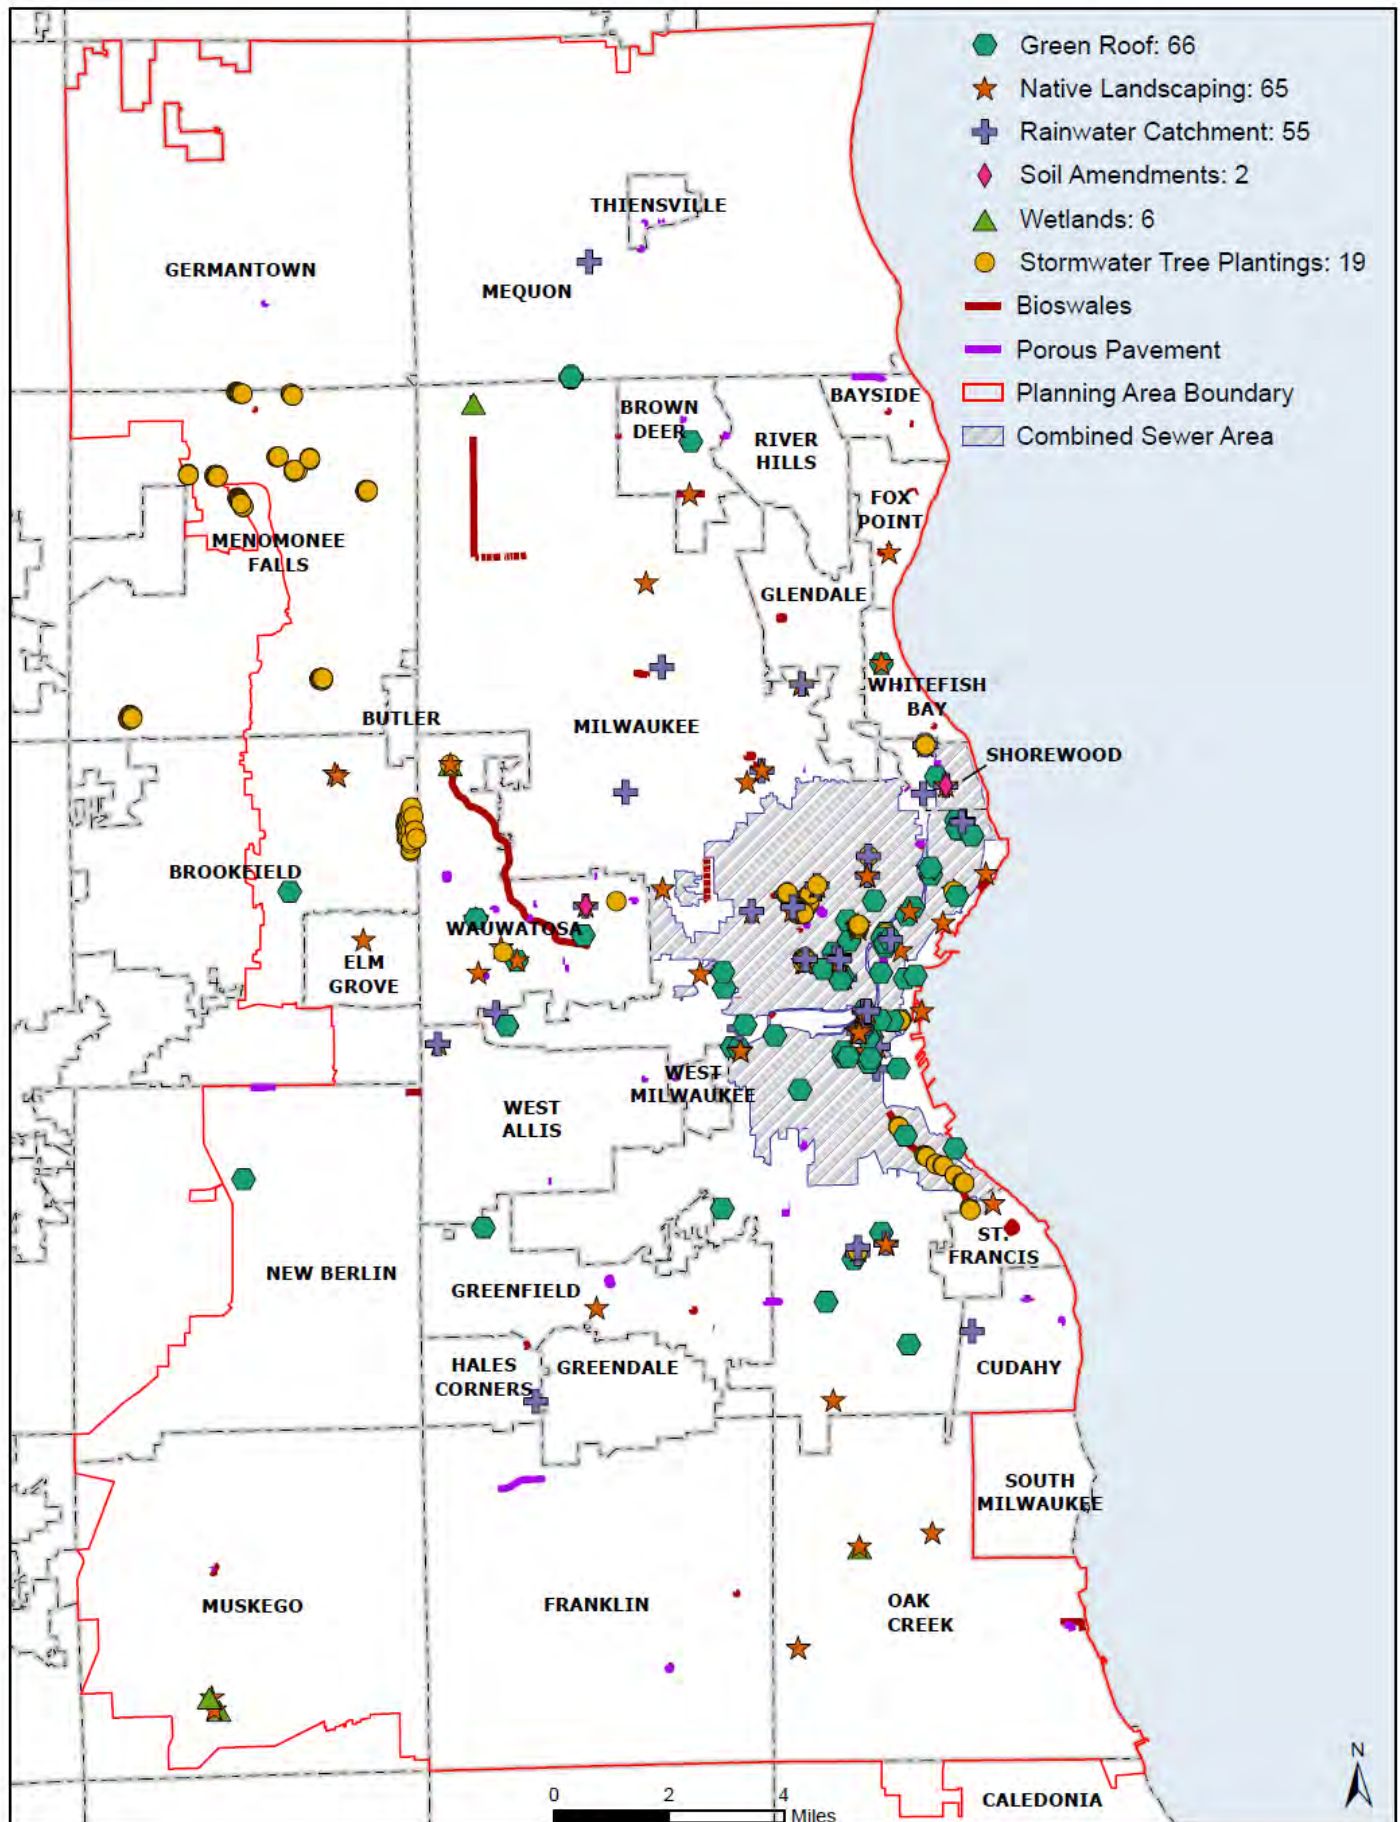 Green Roof: 66
Native Landscaping: 65
Rainwater Catchment: 55
Soil Amendments: 2
Wetlands: 6
Stormwater Tree Plantings: 19
Bioswales
Porous Pavement
Planning Area Boundary
Combined Sewer Area
THIENSVILLE
GERMANTOWN
MEQUON
BAYSIDE
BROWN
DEER
RIVER
HILLS
FOX
POINT
MENOMONEE
FALLS
GLENDALE
WHITEFISH
BAY
BUTLER
MILWAUKEE
SHOREWOOD
BROOKFIELD
WAUWATOSA
ELM
GROVE
WEST
MILWAUKEE
WEST
ALLIS
ST.
FRANCIS
NEW BERLIN
GREENFIELD
HALES
CORNERS
GREENDALE
CUDAHY
SOUTH
MILWAUKEE
MUSKEGO
FRANKLIN
OAK
CREEK
CALEDONIA
N
0 2 4
Miles